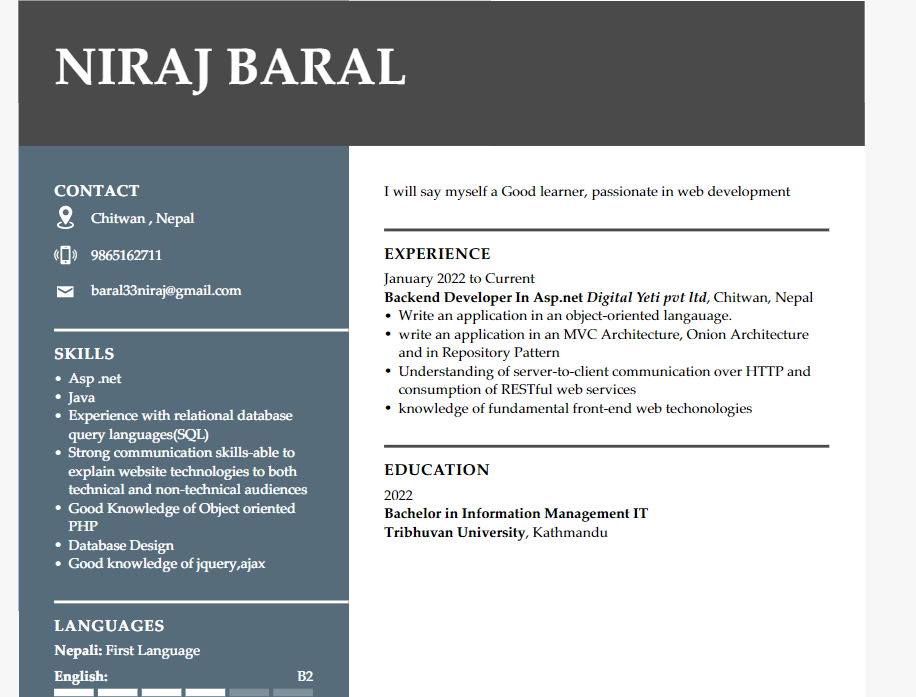 NIRAJ BARAL
CONTACT
Chitwan , Nepal
9865162711
baral33niraj@gmail.com
SKILLS
• Asp .net
• Java
• Experience with relational database
query languages(SQL)
• Strong communication skills-able to
explain website technologies to both
technical and non-technical audiences
• Good Knowledge of Object oriented
PHP
• Database Design
• Good knowledge of jquery,ajax
LANGUAGES
Nepali: First Language
English: B2
I will say myself a Good learner, passionate in web development
EXPERIENCE
January 2022 to Current
Backend Developer In Asp.net Digital Yeti pvt ltd, Chitwan, Nepal
• Write an application in an object-oriented langauage.
• write an application in an MVC Architecture, Onion Architecture
and in Repository Pattern
• Understanding of server-to-client communication over HTTP and
consumption of RESTful web services
• knowledge of fundamental front-end web techonologies
EDUCATION
2022
Bachelor in Information Management IT
Tribhuvan University, Kathmandu